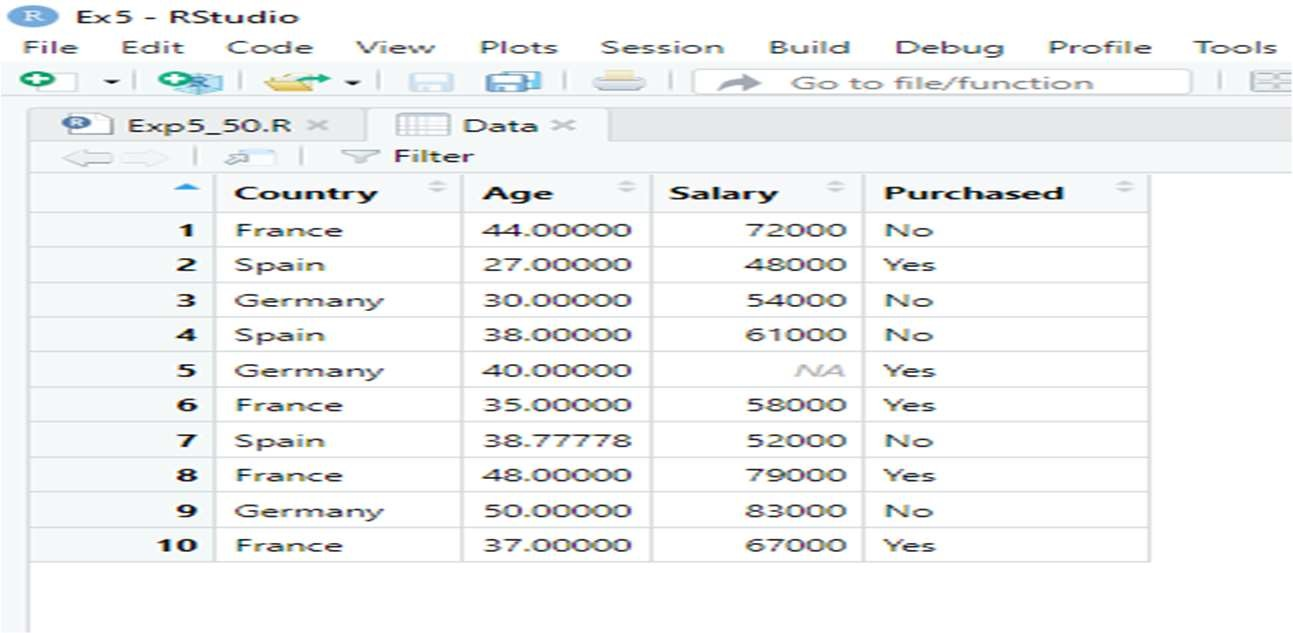 R Ex5 - RStudio
File Edit Code View Plots Session Build Debug Profile Tools
Go to file/function
R Exp5_50.R Data
Filter
Country Age Salary Purchased
1 France 44.00000 72000 No
2 Spain 27.00000 48000 Yes
3 Germany 30.00000 54000 No
4 Spain 38.00000 61000 No
5 Germany 40.00000 NA Yes
6 France 35.00000 58000 Yes
7 Spain 38.77778 52000 No
8 France 48.00000 79000 Yes
9 Germany 50.00000 83000 No
10 France 37.00000 67000 Yes